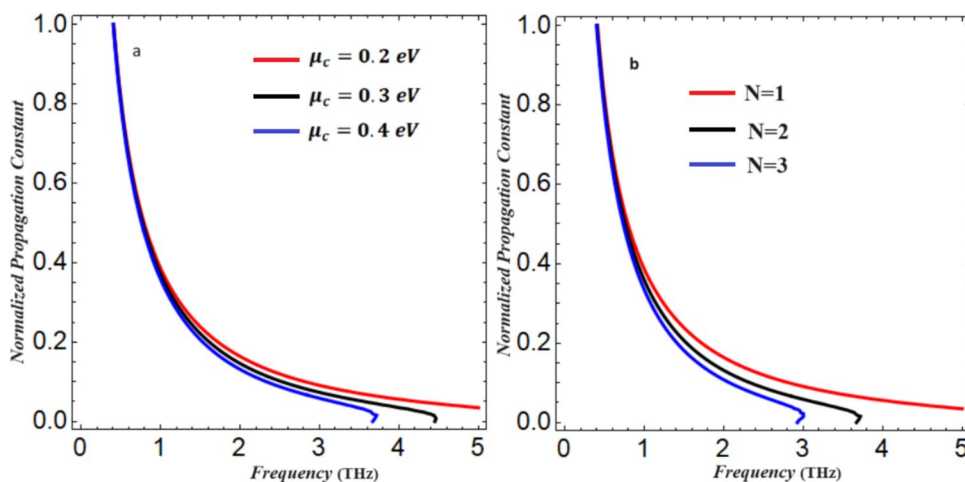 a
μ_c = 0.2 eV
μ_c = 0.3 eV
μ_c = 0.4 eV
Normalized Propagation Constant
1.0
0.8
0.6
0.4
0.2
0.0
0 1 2 3 4 5
Frequency (THz)
b
N=1
N=2
N=3
Normalized Propagation Constant
1.0
0.8
0.6
0.4
0.2
0.0
0 1 2 3 4 5
Frequency (THz)